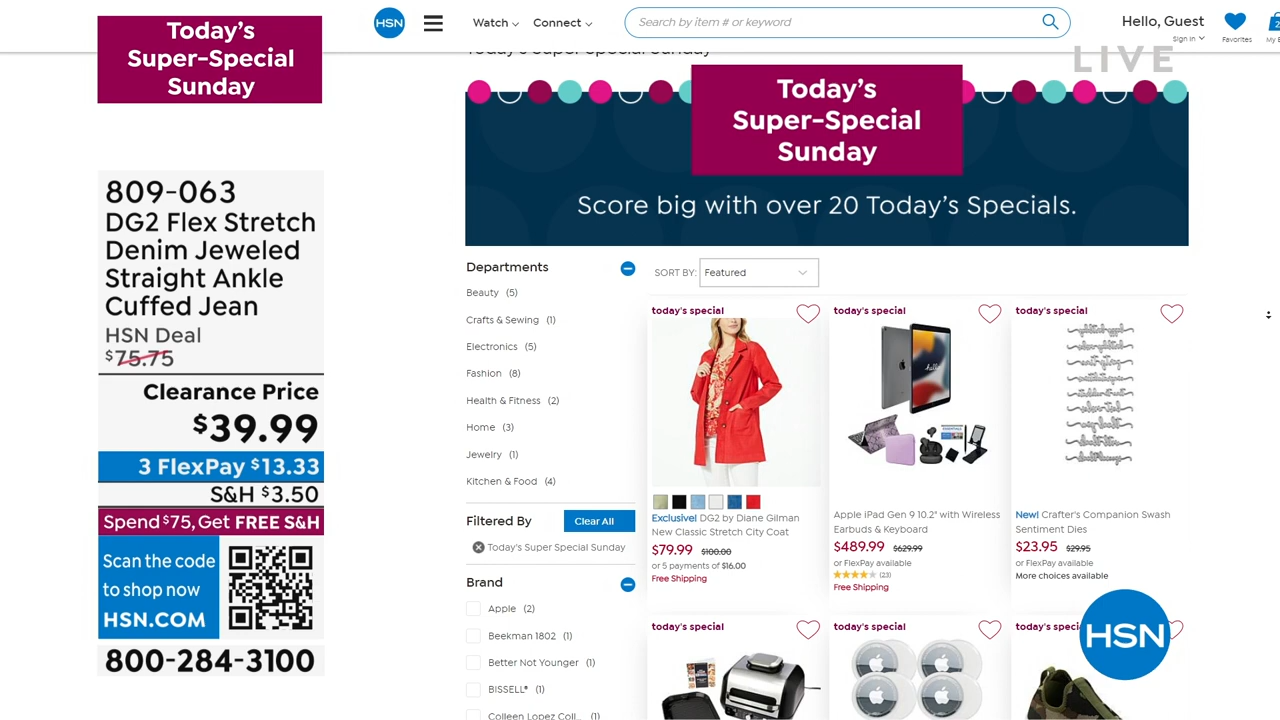 Today's
Super-Special
Sunday
809-063
DG2 Flex Stretch
Denim Jeweled
Straight Ankle
Cuffed Jean
HSN Deal
$75.75
Clearance Price
$39.99
3 FlexPay $13.33
S&H $3.50
Spend $75, Get FREE S&H
Scan the code
to shop now
HSN.COM
800-284-3100
HSN
Watch
Connect
Search by item # or keyword
Hello, Guest
Sign In
Favorites
LIVE
Today's Super Special Sunday
Today's
Super-Special
Sunday
Score big with over 20 Today's Specials.
Departments
Beauty (5)
Crafts & Sewing (1)
Electronics (5)
Fashion (8)
Health & Fitness (2)
Home (3)
Jewelry (1)
Kitchen & Food (4)
Filtered By
Clear All
Today's Super Special Sunday
Brand
Apple (2)
Beekman 1802 (1)
Better Not Younger (1)
BISSELL® (1)
Colleen Lopez Coll... (1)
SORT BY: Featured
today's special
Exclusive! DG2 by Diane Gilman
New Classic Stretch City Coat
$79.99 $100.00
or 5 payments of $16.00
Free Shipping
today's special
hello
Apple iPad Gen 9 10.2" with Wireless
Earbuds & Keyboard
$489.99 $629.99
or FlexPay available
(23)
Free Shipping
today's special
New! Crafter's Companion Swash
Sentiment Dies
$23.95 $29.95
or FlexPay available
More choices available
today's special
today's special
today's speci
HSN